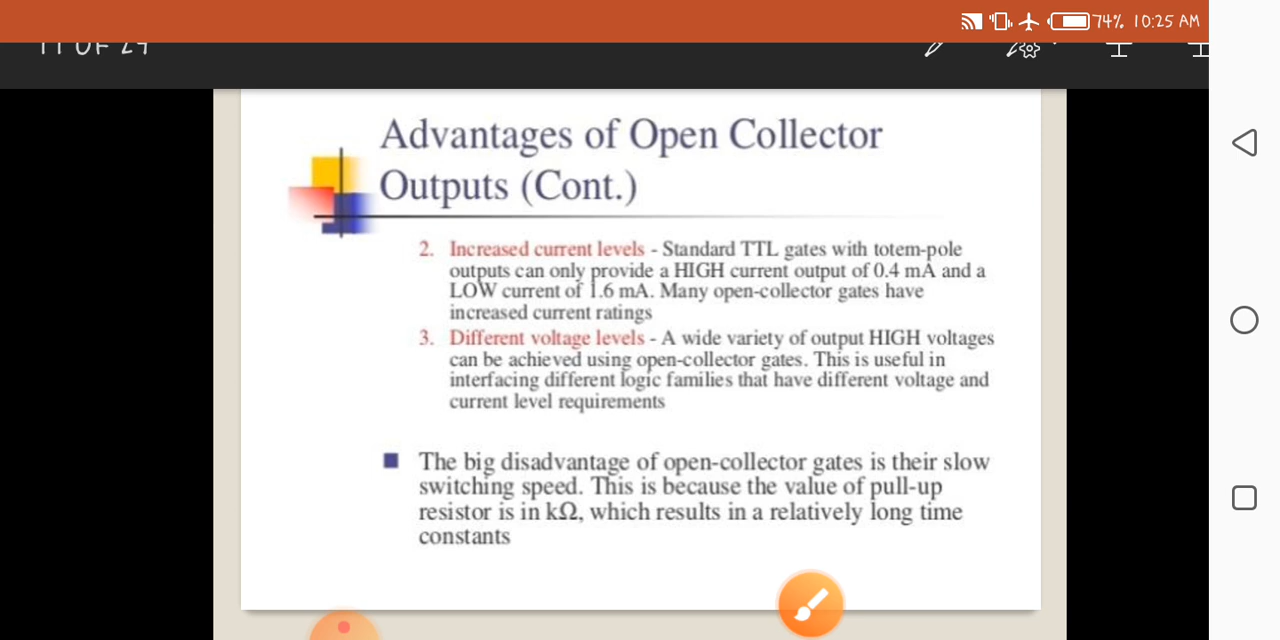 74% 10:25 AM
11 OF 29
Advantages of Open Collector
Outputs (Cont.)
2. Increased current levels - Standard TTL gates with totem-pole
outputs can only provide a HIGH current output of 0.4 mA and a
LOW current of 1.6 mA. Many open-collector gates have
increased current ratings
3. Different voltage levels - A wide variety of output HIGH voltages
can be achieved using open-collector gates. This is useful in
interfacing different logic families that have different voltage and
current level requirements
■ The big disadvantage of open-collector gates is their slow
switching speed. This is because the value of pull-up
resistor is in kΩ, which results in a relatively long time
constants